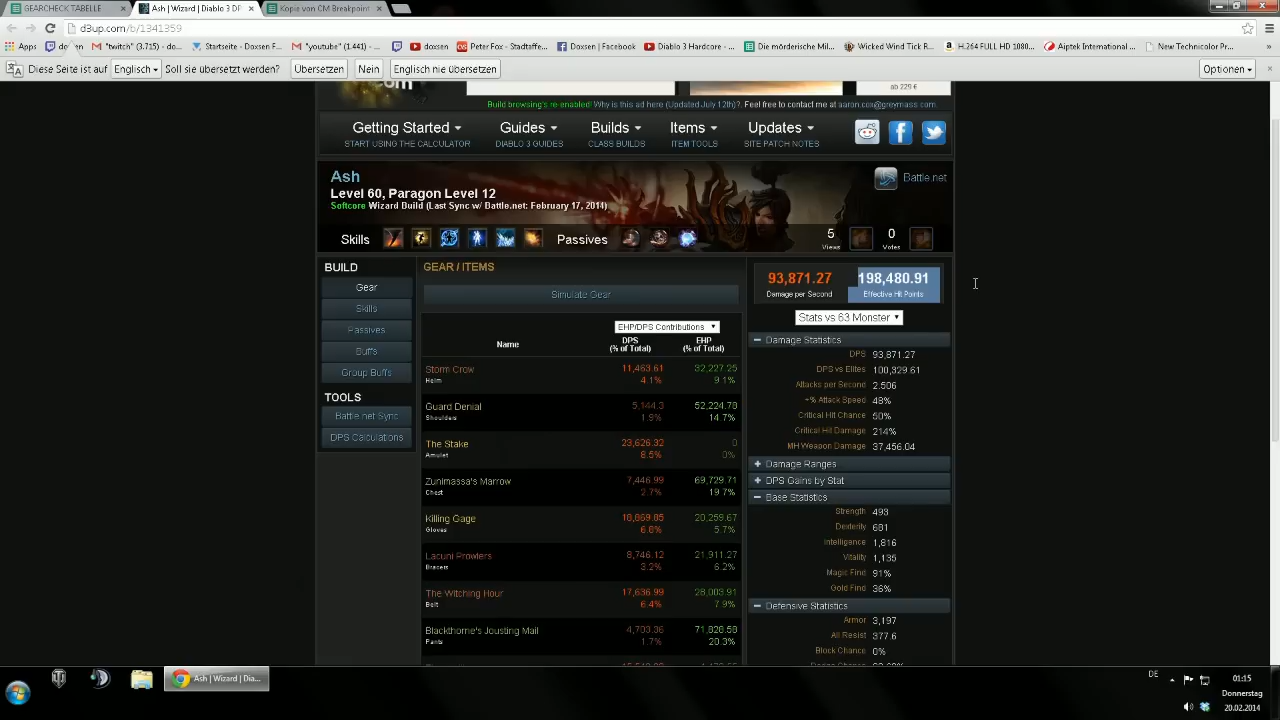 GEARCHECK TABELLE
Ash | Wizard | Diablo 3 DP
Kopie von CM Breakpoint
d3up.com/b/1341359
Apps
"twitch" (3.715) - do
Startseite - Doxsen F
"youtube" (1.441) -
doxsen
Peter Fox - Stadtaffe
Doxsen | Facebook
Diablo 3 Hardcore -
Die mörderische Mil
Wicked Wind Tick R
H.264 FULL HD 1080
Aiptek International
New Technicolor Pr
Diese Seite ist auf Englisch Soll sie übersetzt werden? Übersetzen Nein Englisch nie übersetzen Optionen
.com
ab 229 €
Build browsing's re-enabled! Why is this ad here (Updated July 12th)?. Feel free to contact me at aaron.cox@greymass.com.
Getting Started Guides Builds Items Updates
START USING THE CALCULATOR DIABLO 3 GUIDES CLASS BUILDS ITEM TOOLS SITE PATCH NOTES
Ash
Battle.net
Level 60, Paragon Level 12
Softcore Wizard Build (Last Sync w/ Battle.net: February 17, 2014)
Skills Passives 5 Views 0 Votes
BUILD
Gear
Skills
Passives
Buffs
Group Buffs
TOOLS
Battle.net Sync
DPS Calculations
GEAR / ITEMS
Simulate Gear
EHP/DPS Contributions
Name DPS (% of Total) EHP (% of Total)
Storm Crow 11,463.61 32,227.25
Helm 4.1% 9.1%
Guard Denial 5,144.3 52,224.78
Shoulders 1.9% 14.7%
The Stake 23,626.32 0
Amulet 8.5% 0%
Zunimassa's Marrow 7,446.99 69,729.71
Chest 2.7% 19.7%
Killing Gage 18,869.85 20,259.67
Gloves 6.8% 5.7%
Lacuni Prowlers 8,746.12 21,911.27
Bracers 3.2% 6.2%
The Witching Hour 17,636.99 28,003.91
Belt 6.4% 7.9%
Blackthorne's Jousting Mail 4,703.36 71,828.58
Pants 1.7% 20.3%
93,871.27 198,480.91
Damage per Second Effective Hit Points
Stats vs 63 Monster
Damage Statistics
DPS 93,871.27
DPS vs Elites 100,329.61
Attacks per Second 2.506
+% Attack Speed 48%
Critical Hit Chance 50%
Critical Hit Damage 214%
MH Weapon Damage 37,456.04
Damage Ranges
DPS Gains by Stat
Base Statistics
Strength 493
Dexterity 681
Intelligence 1,816
Vitality 1,135
Magic Find 91%
Gold Find 36%
Defensive Statistics
Armor 3,197
All Resist 377.6
Block Chance 0%
Ash | Wizard | Dia...
DE
01:15
Donnerstag
20.02.2014